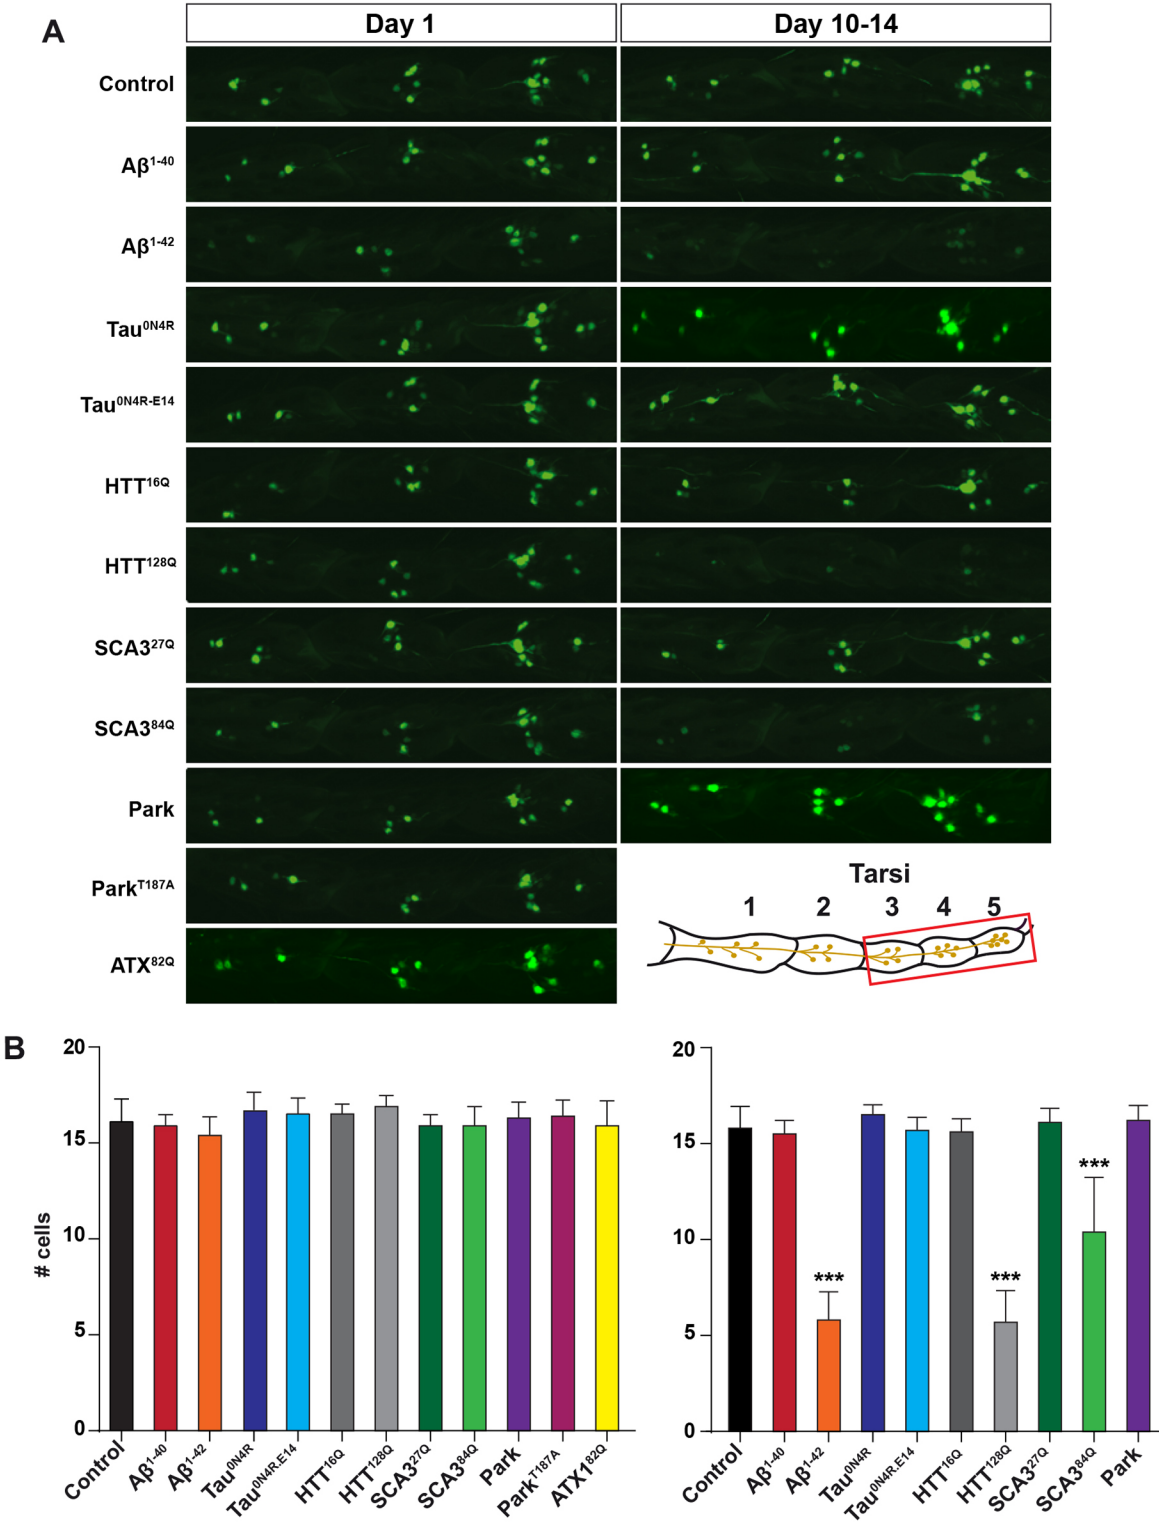 A
Day 1
Day 10-14
Control
Aβ1-40
Aβ1-42
Tau0N4R
Tau0N4R-E14
HTT16Q
HTT128Q
SCA327Q
SCA384Q
Park
ParkT187A
ATX82Q
Tarsi
1 2 3 4 5
B
# cells
20
15
10
5
0
Control
Aβ1-40
Aβ1-42
Tau0N4R
Tau0N4R.E14
HTT16Q
HTT128Q
SCA327Q
SCA384Q
Park
Park T187A
ATX182Q
20
15
10
5
0
***
***
***
Control
Aβ1-40
Aβ1-42
Tau0N4R
Tau0N4R.E14
HTT16Q
HTT128Q
SCA327Q
SCA384Q
Park